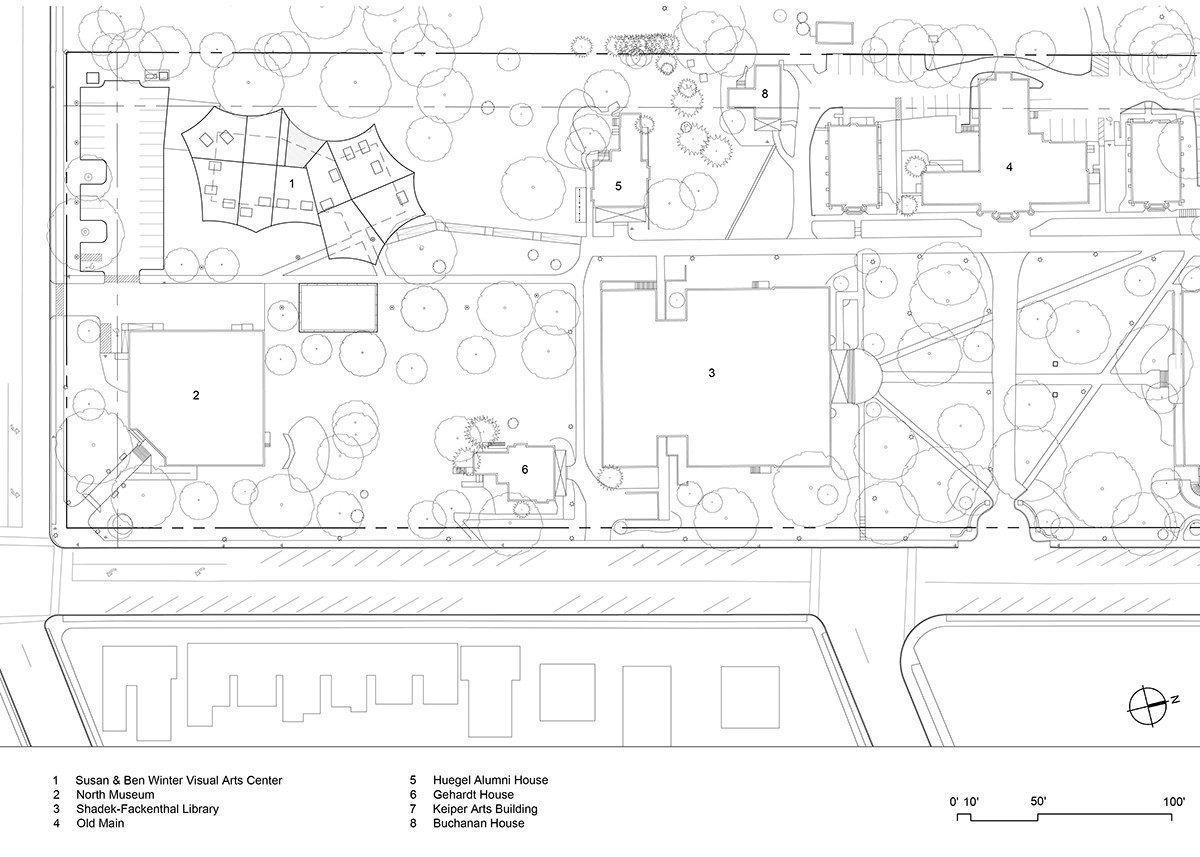 8
4
1
5
3
2
6
N
1 Susan & Ben Winter Visual Arts Center
2 North Museum
3 Shadek-Fackenthal Library
4 Old Main
5 Huegel Alumni House
6 Gehardt House
7 Keiper Arts Building
8 Buchanan House
0' 10' 50' 100'